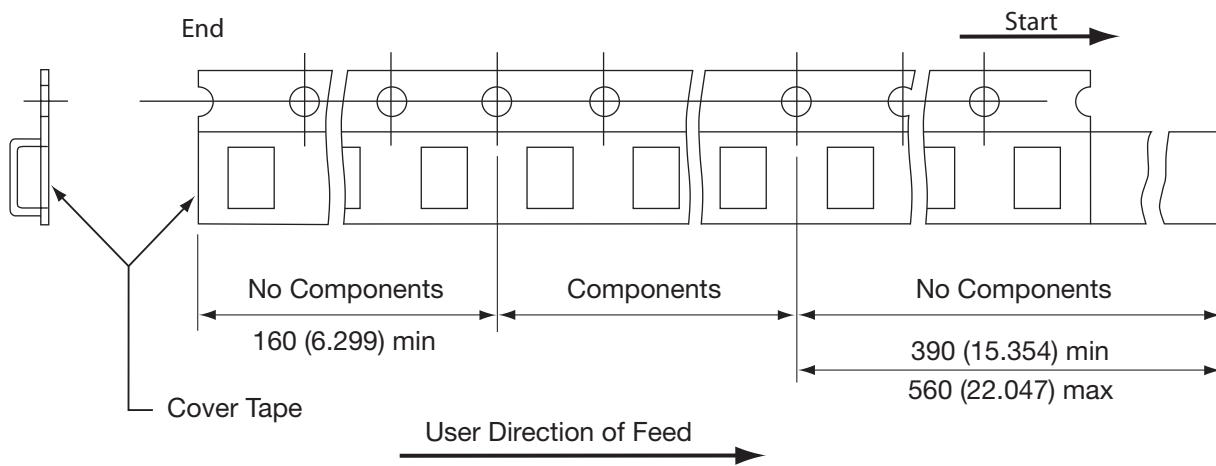 End
Start
No Components
Components
No Components
160 (6.299) min
390 (15.354) min
560 (22.047) max
Cover Tape
User Direction of Feed